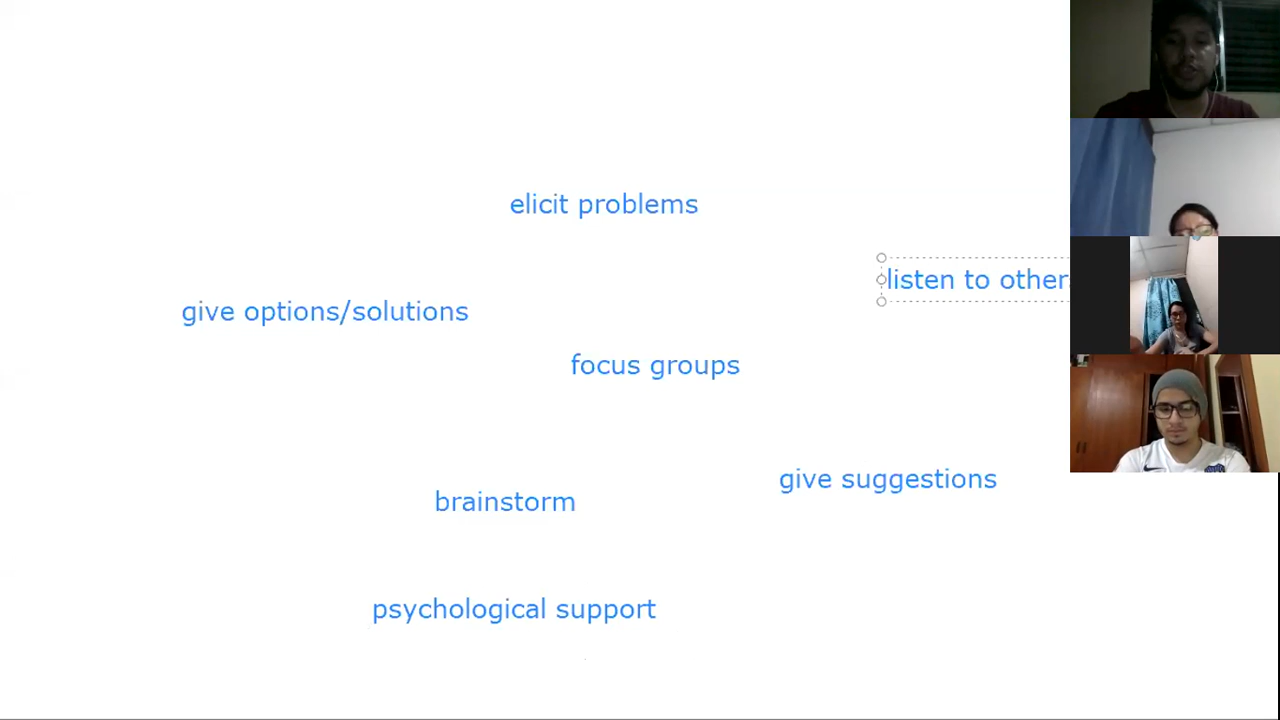 elicit problems
listen to other
give options/solutions
focus groups
give suggestions
brainstorm
psychological support